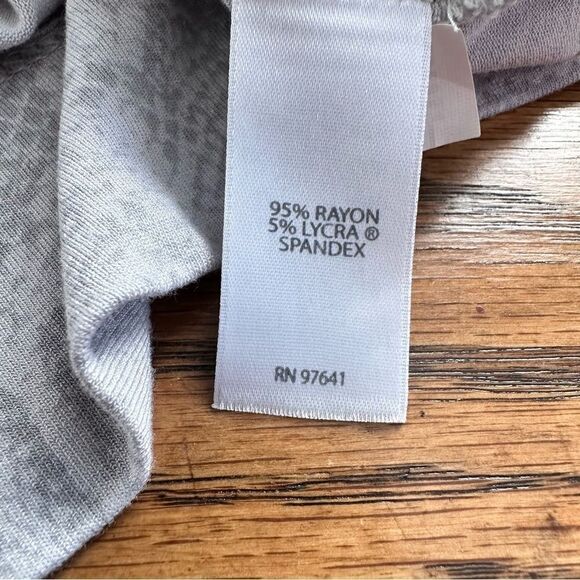 95% RAYON
5% LYCRA ®
SPANDEX
RN 97641